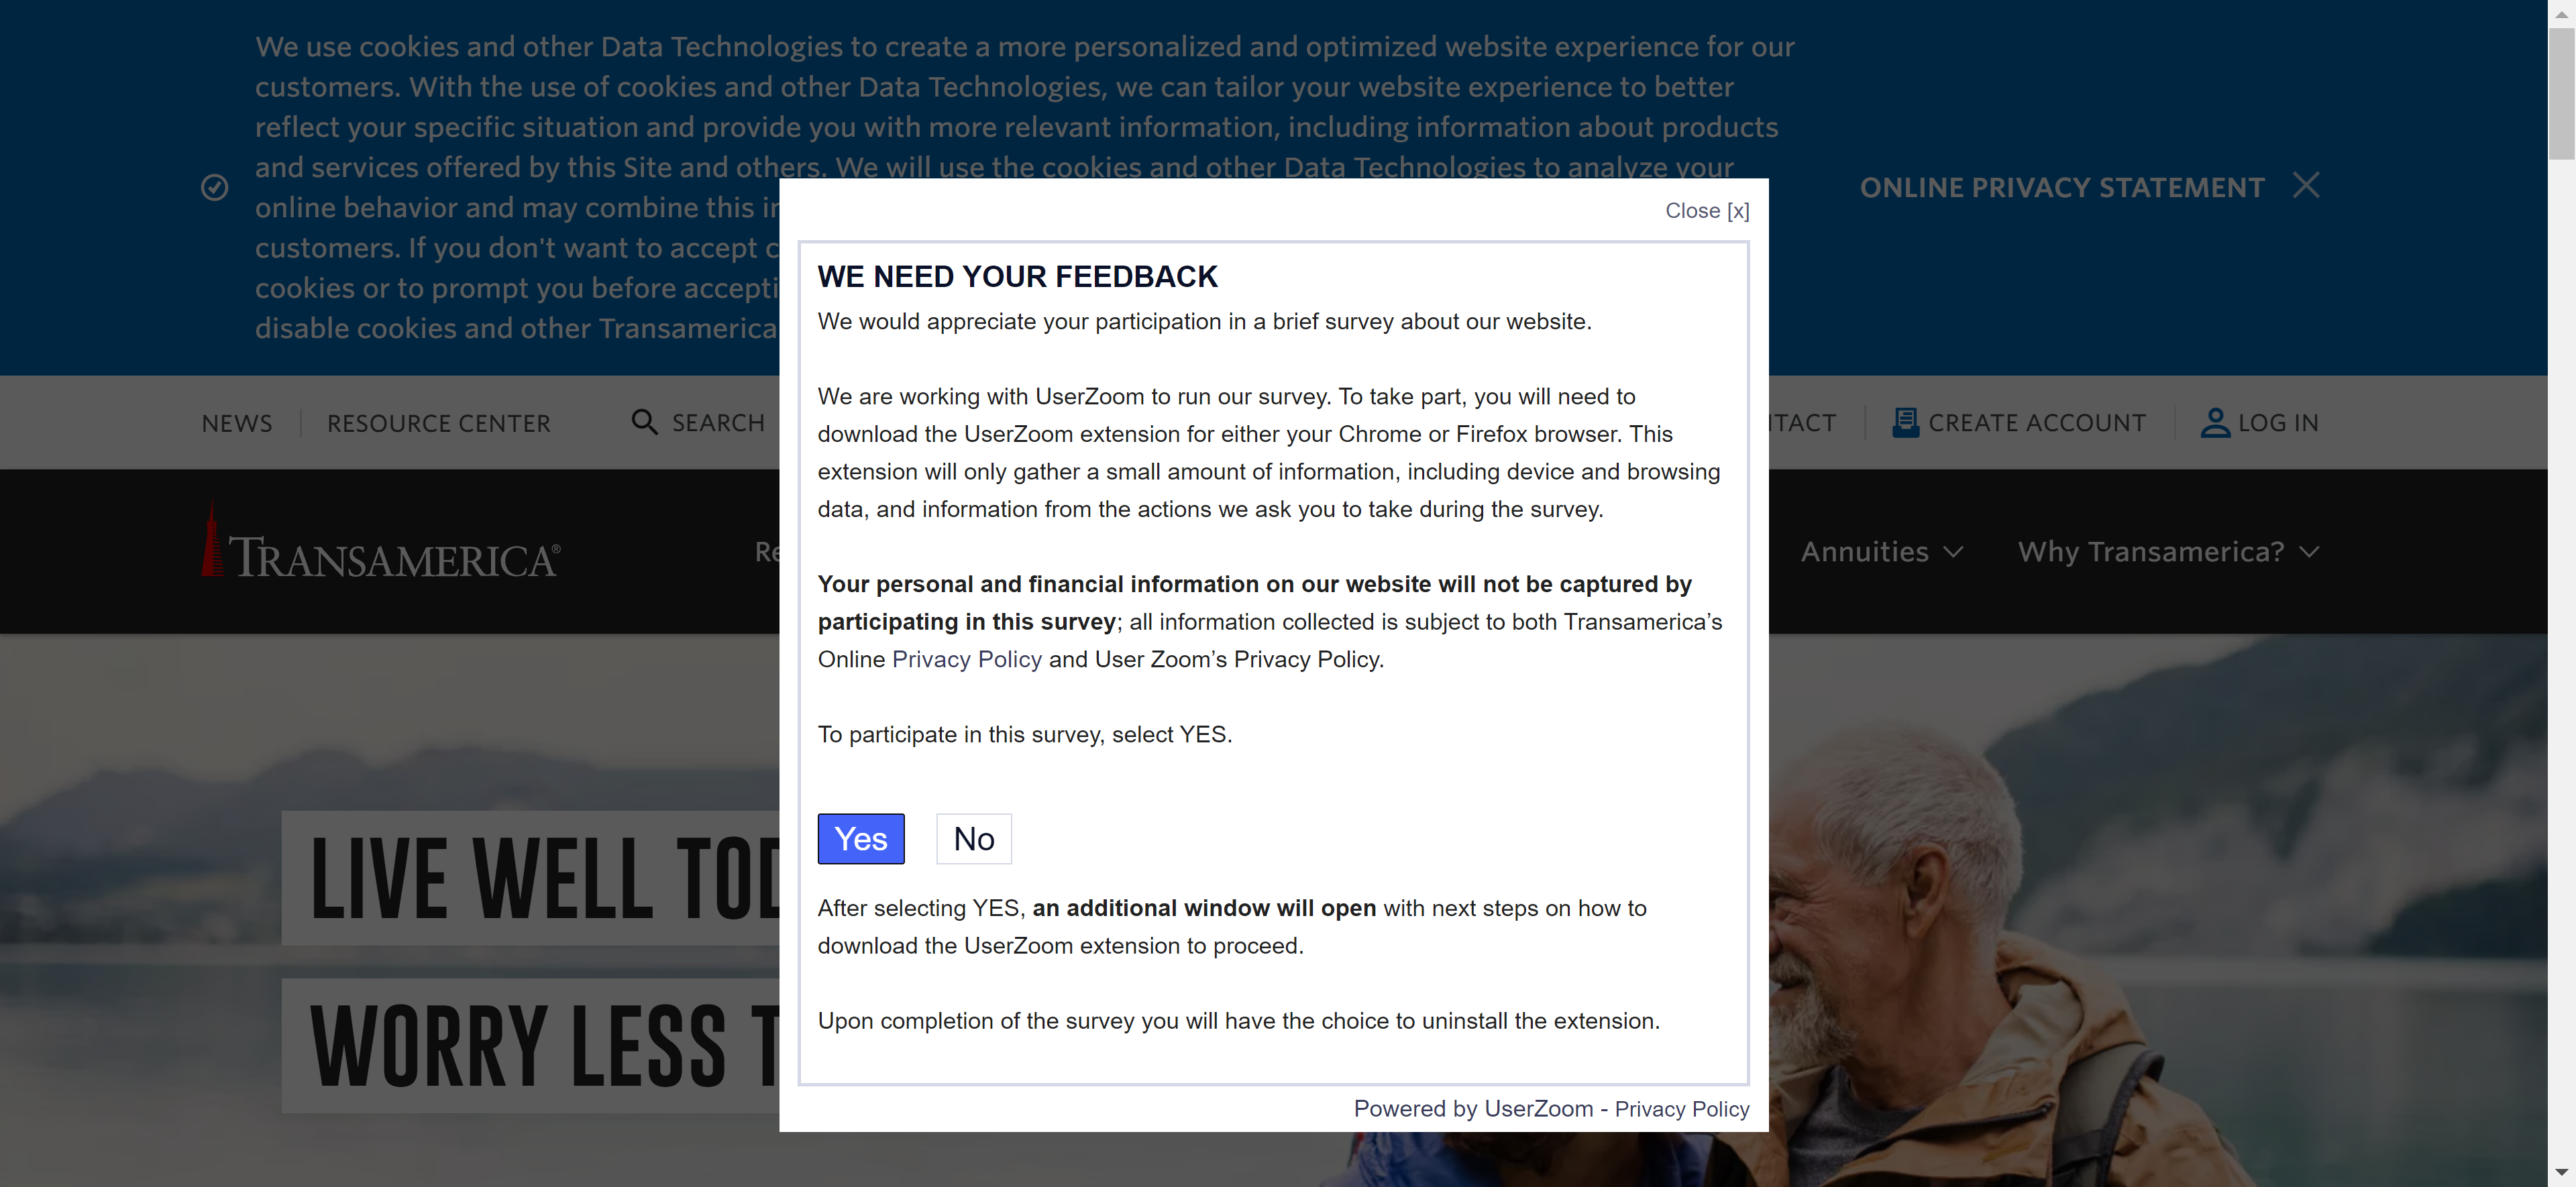 We use cookies and other Data Technologies to create a more personalized and optimized website experience for our
customers. With the use of cookies and other Data Technologies, we can tailor your website experience to better
reflect your specific situation and provide you with more relevant information, including information about products
and services offered by this Site and others. We will use the cookies and other Data Technologies to analyze your
online behavior and may combine this
customers. If you don't want to accept
cookies or to prompt you before
disable cookies and other Transamerica
ONLINE PRIVACY STATEMENT
Close [x]
WE NEED YOUR FEEDBACK
We would appreciate your participation in a brief survey about our website.
We are working with UserZoom to run our survey. To take part, you will need to
download the UserZoom extension for either your Chrome or Firefox browser. This
extension will only gather a small amount of information, including device and browsing
data, and information from the actions we ask you to take during the survey.
Your personal and financial information on our website will not be captured by
participating in this survey; all information collected is subject to both Transamerica’s
Online Privacy Policy and User Zoom’s Privacy Policy.
To participate in this survey, select YES.
Yes No
After selecting YES, an additional window will open with next steps on how to
download the UserZoom extension to proceed.
Upon completion of the survey you will have the choice to uninstall the extension.
Powered by UserZoom - Privacy Policy
NEWS RESOURCE CENTER SEARCH
CREATE ACCOUNT LOG IN
TRANSAMERICA®
Annuities Why Transamerica?
LIVE WELL
WORRY LESS